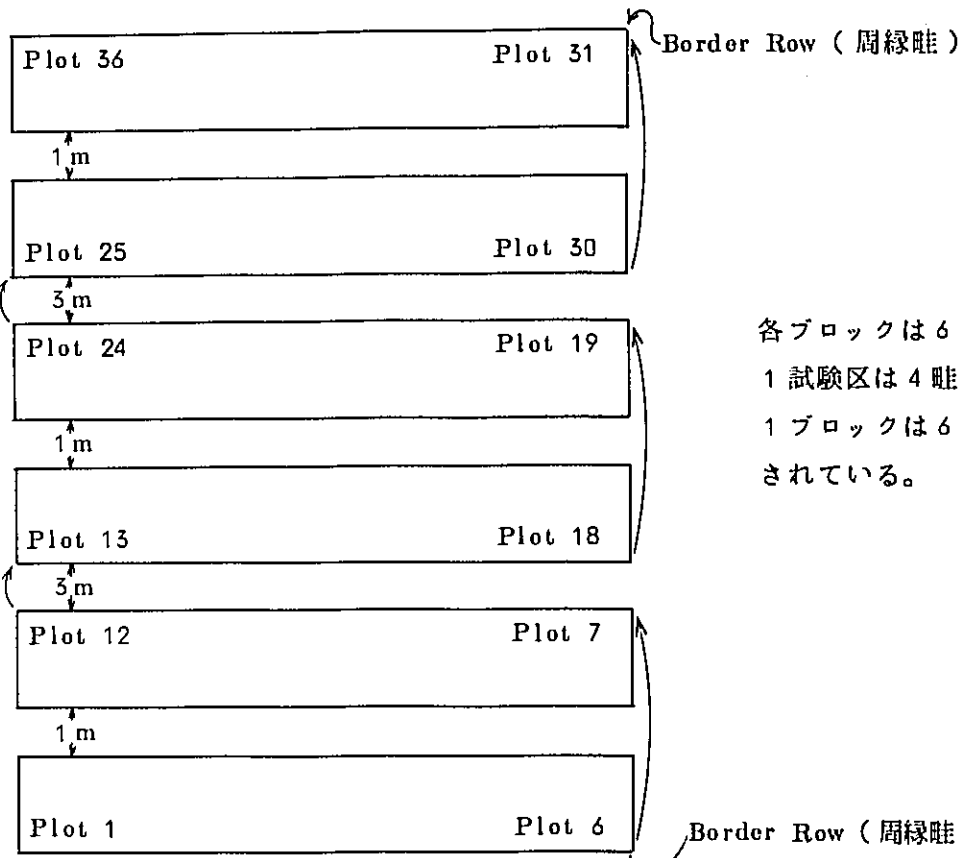 Border Row ( 周縁畦 )
Plot 36 Plot 31
1 m
Plot 25 Plot 30
3 m
Plot 24 Plot 19
各ブロックは6
1試験区は4畦
1ブロックは6
されている。
1 m
Plot 13 Plot 18
3 m
Plot 12 Plot 7
1 m
Plot 1 Plot 6
Border Row ( 周縁畦